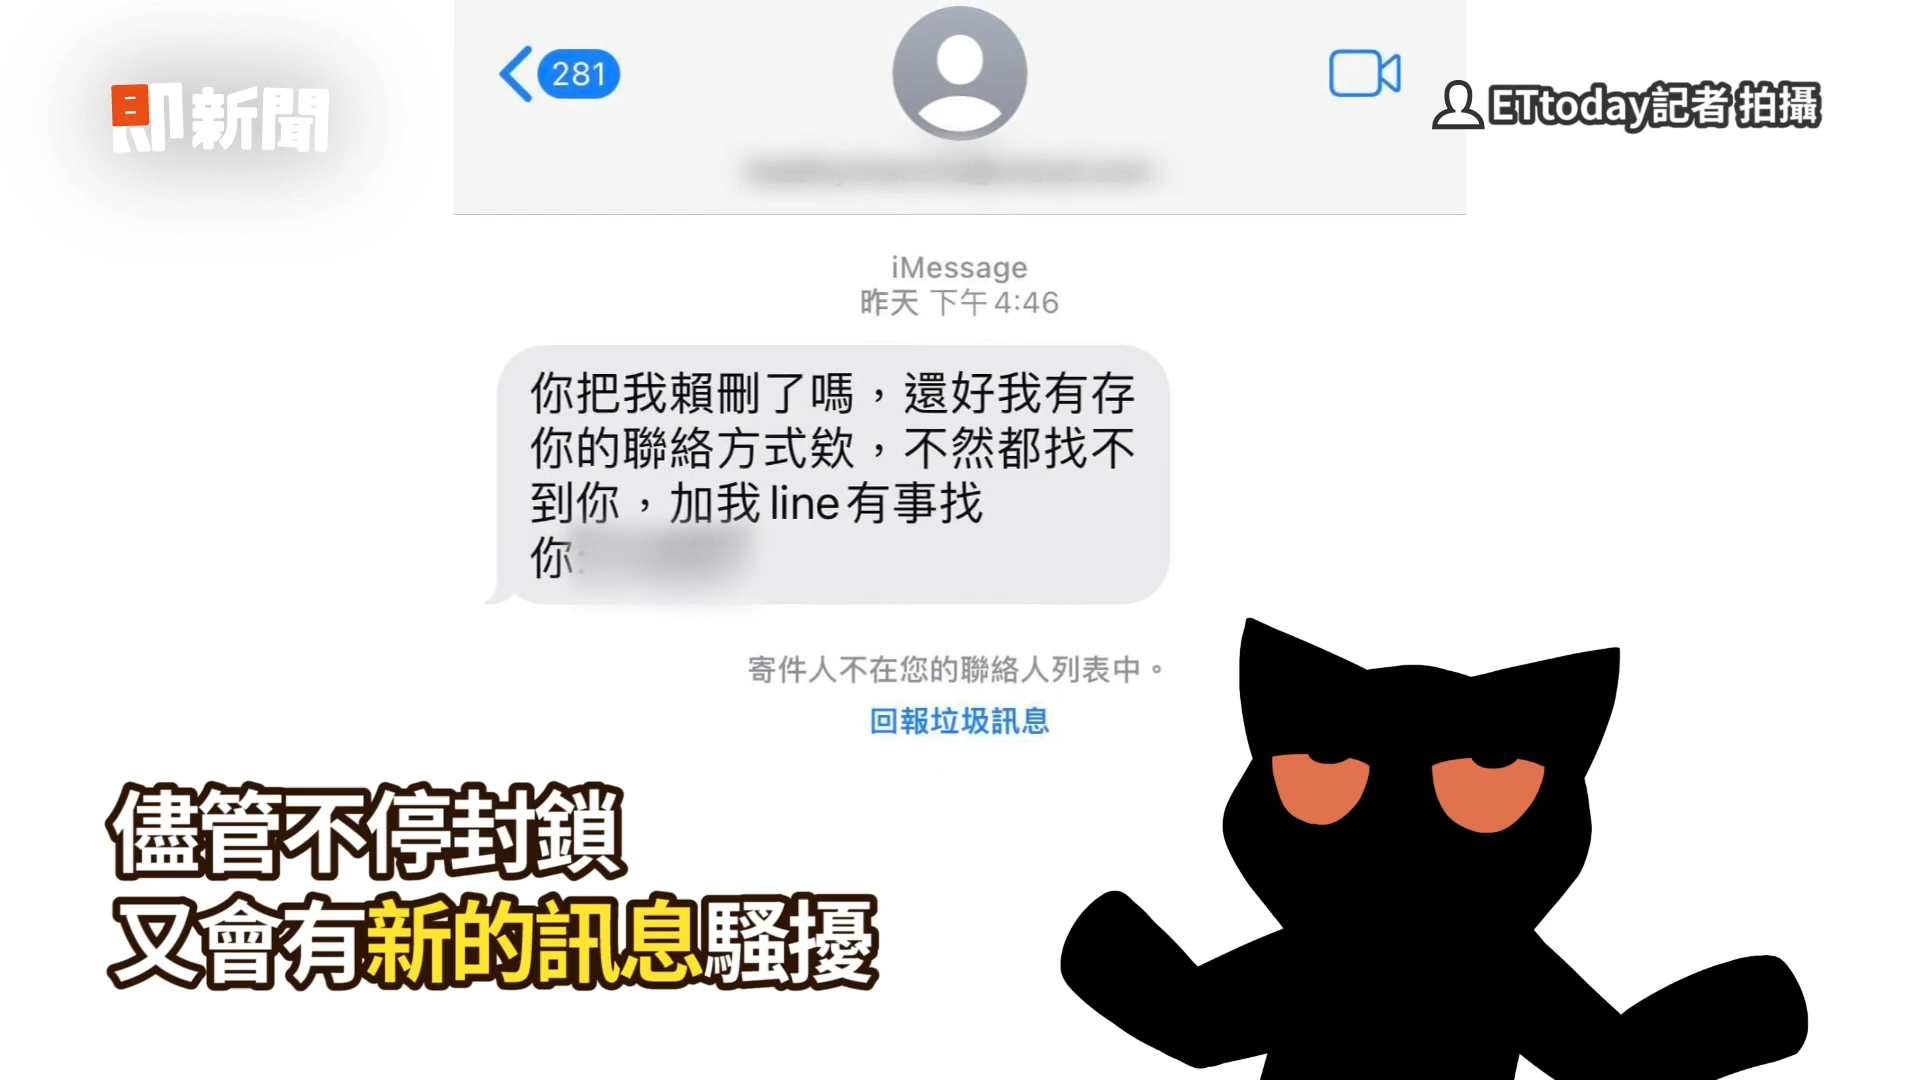 即新聞
281
ETtoday記者 拍攝
iMessage
昨天 下午4:46
你把我賴刪了嗎，還好我有存
你的聯絡方式欸，不然都找不
到你，加我line有事找
你:
寄件人不在您的聯絡人列表中。
回報垃圾訊息
儘管不停封鎖
又會有新的訊息騷擾